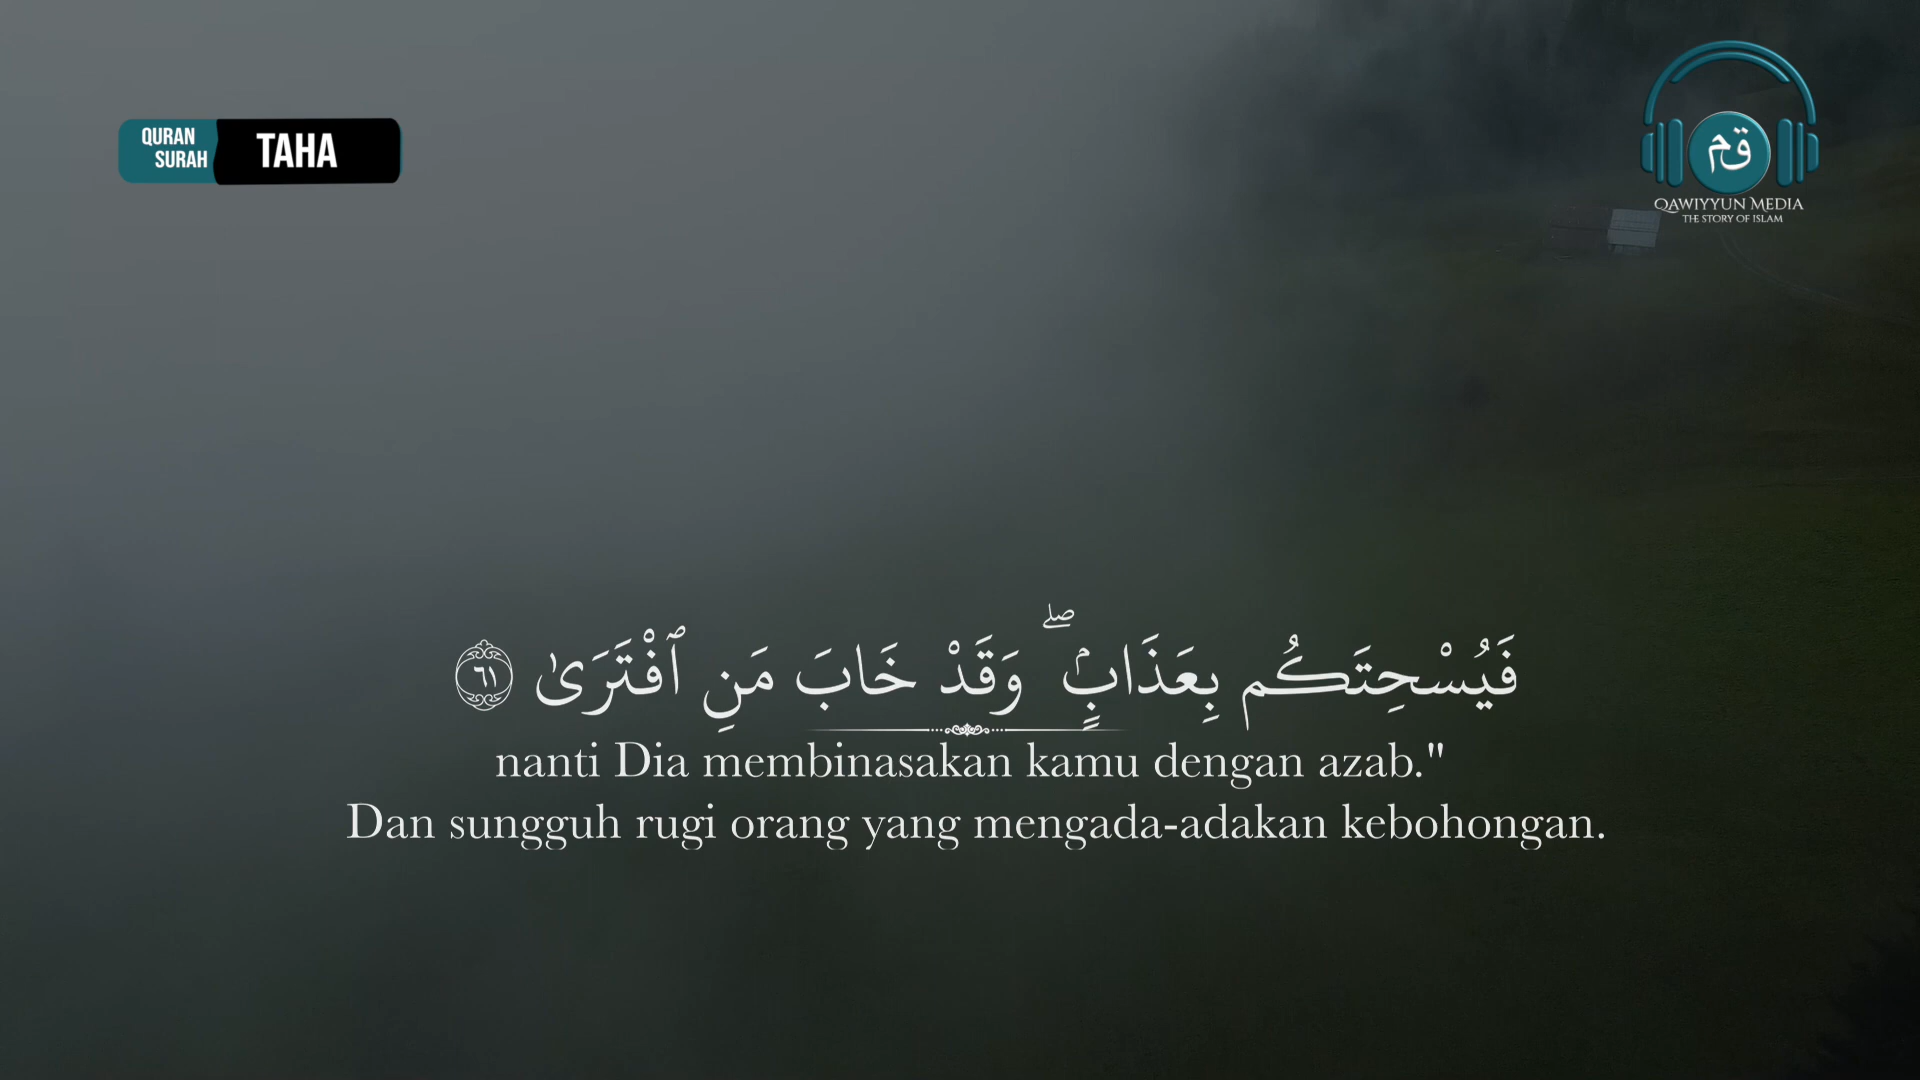 QURAN
SURAH
TAHA
قم
QAWIYYUN MEDIA
THE STORY OF ISLAM
فَيُسْحِتَكُم بِعَذَابٍۢ ۖ وَقَدْ خَابَ مَنِ ٱفْتَرَىٰ ٦١
nanti Dia membinasakan kamu dengan azab."
Dan sungguh rugi orang yang mengada-adakan kebohongan.